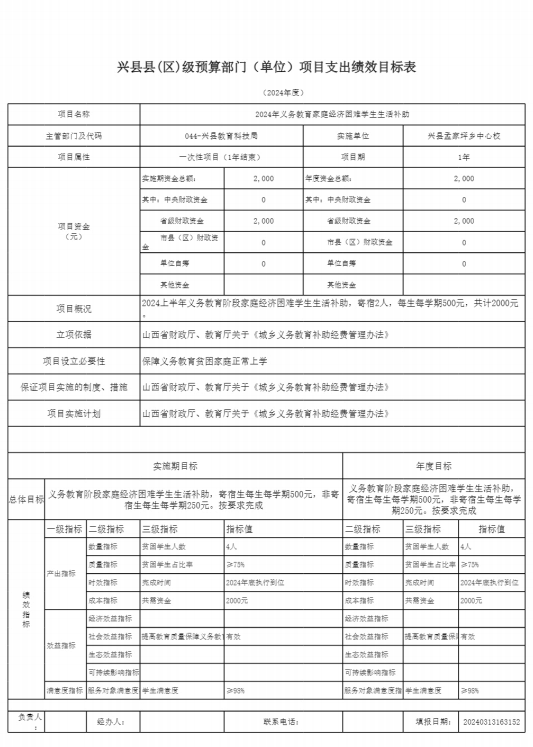 兴县县(区)级预算部门（单位）项目支出绩效目标表
（2024年度）
项目名称 2024年义务教育家庭经济困难学生生活补助
主管部门及代码 044-兴县教育科技局 实施单位 兴县孟家坪乡中心校
项目属性 一次性项目（1年结束） 项目期 1年
项目资金
（元）
实施期资金总额: 2,000 年度资金总额: 2,000
其中：中央财政资金 0 其中：中央财政资金 0
省级财政资金 2,000 省级财政资金 2,000
市县（区）财政资
金 0 市县（区）财政资金 0
单位自筹 0 单位自筹 0
其他资金 其他资金
项目概况 2024上半年义务教育阶段家庭经济困难学生生活补助，寄宿2人，每生每学期500元，共计2000元
。
立项依据 山西省财政厅、教育厅关于《城乡义务教育补助经费管理办法》
项目设立必要性 保障义务教育贫困家庭正常上学
保证项目实施的制度、措施 山西省财政厅、教育厅关于《城乡义务教育补助经费管理办法》
项目实施计划 山西省财政厅、教育厅关于《城乡义务教育补助经费管理办法》
实施期目标 年度目标
总体目标
义务教育阶段家庭经济困难学生生活补助，寄宿生每生每学期500元，非寄
宿生每生每学期250元。按要求完成
义务教育阶段家庭经济困难学生生活补助，
寄宿生每生每学期500元，非寄宿生每生每学
期250元。按要求完成
绩效指标
一级指标 二级指标 三级指标 指标值 二级指标 三级指标 指标值
产出指标
数量指标 贫困学生人数 4人 数量指标 贫困学生人数 4人
质量指标 贫困学生占比率 ≥75% 质量指标 贫困学生占比率 ≥75%
时效指标 完成时间 2024年底执行到位 时效指标 完成时间 2024年底执行到位
成本指标 共需资金 2000元 成本指标 共需资金 2000元
效益指标
经济效益指标 经济效益指标
社会效益指标 提高教育质量保障义务教 有效 社会效益指标 提高教育质量保 有效
生态效益指标 生态效益指标
可持续影响指标 可持续影响指标
满意度指标 服务对象满意度 学生满意度 ≥98% 服务对象满意度指 学生满意度 ≥98%
负责人
： 经办人： 联系电话： 填报日期： 20240313163152